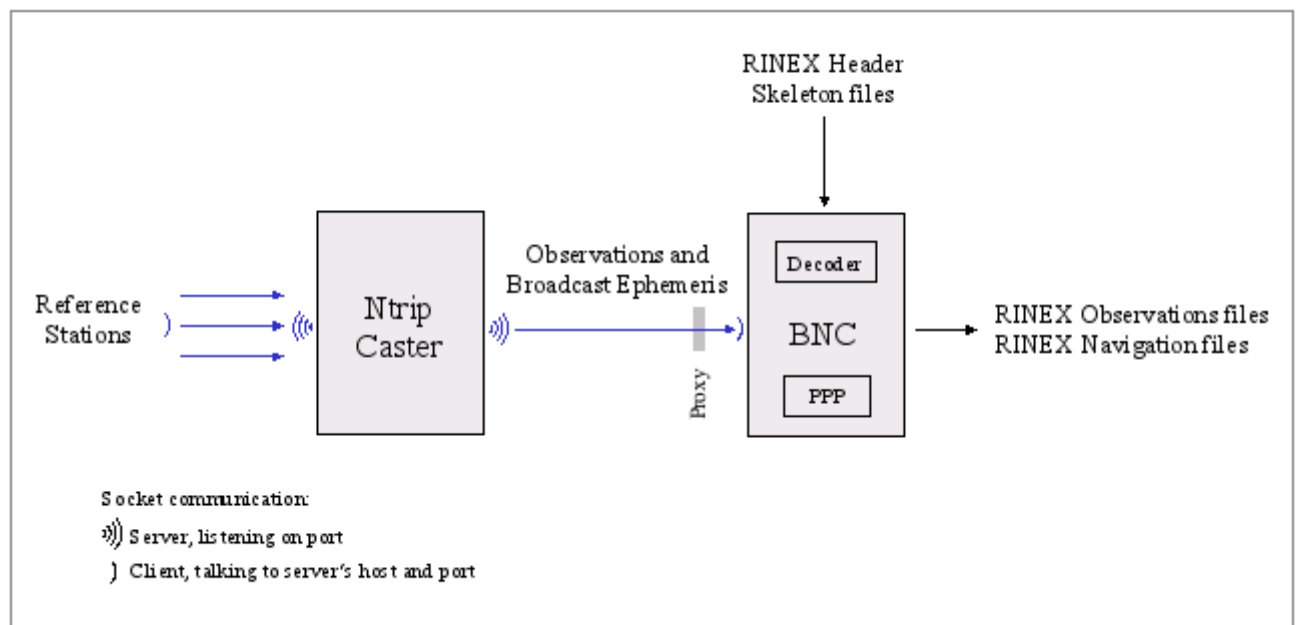 RINEX Header
Skeleton files
Reference
Stations
Ntrip
Caster
Observations and
Broadcast Ephemeris
Proxy
Decoder
BNC
PPP
RINEX Observations files
RINEX Navigation files
Socket communication:
Server, listening on port
Client, talking to server's host and port